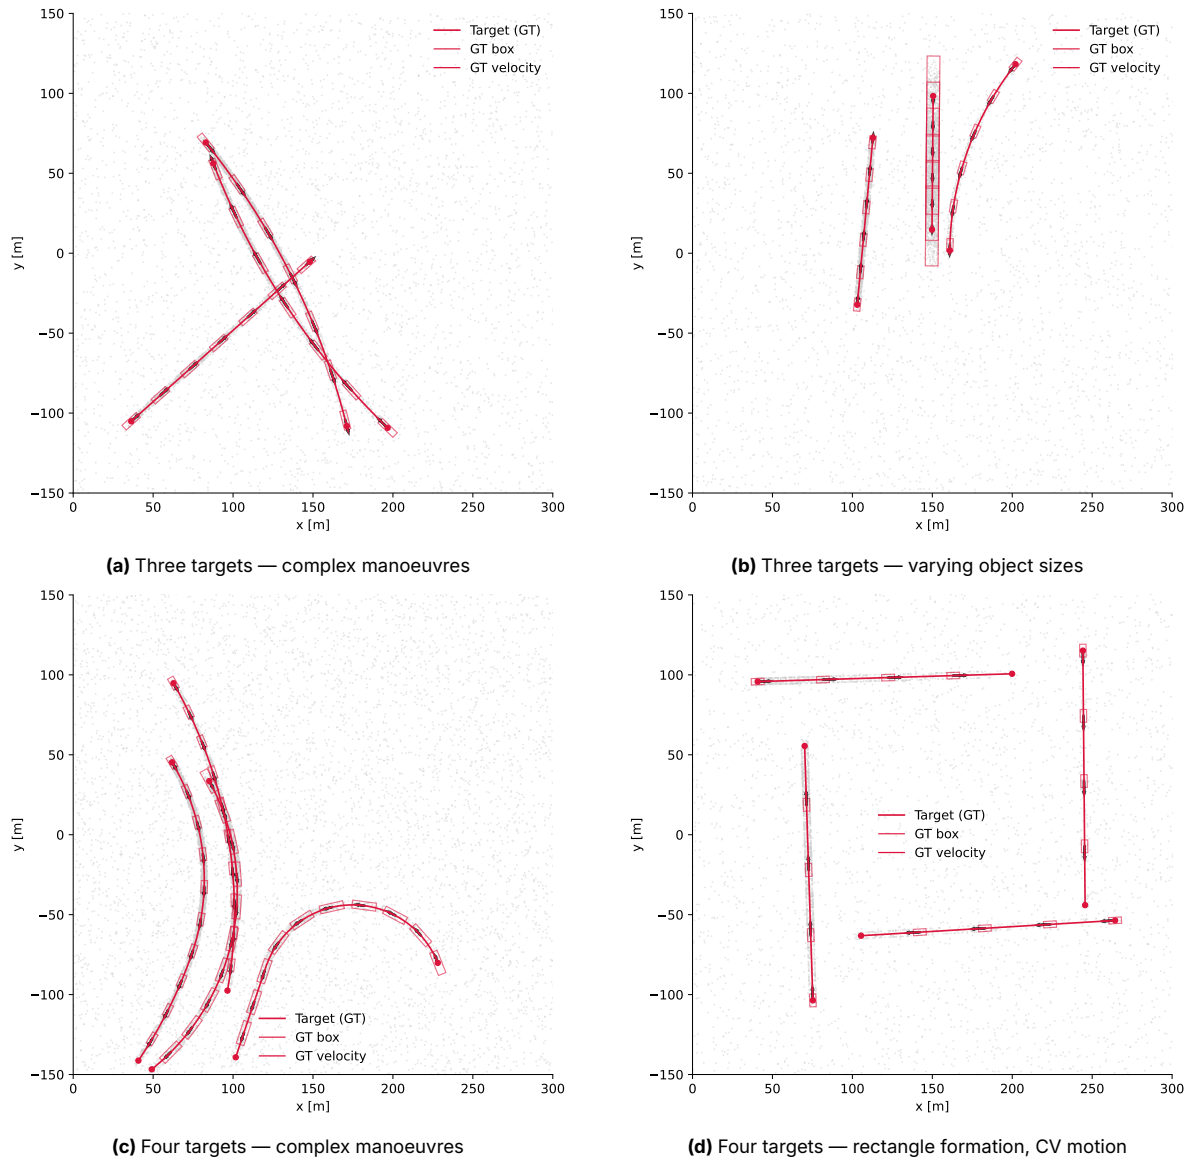 150
100
50
0
−50
−100
−150
y [m]
Target (GT)
GT box
GT velocity
0 50 100 150 200 250 300
x [m]
(a) Three targets — complex manoeuvres
150
100
50
0
−50
−100
−150
y [m]
Target (GT)
GT box
GT velocity
0 50 100 150 200 250 300
x [m]
(b) Three targets — varying object sizes
150
100
50
0
−50
−100
−150
y [m]
Target (GT)
GT box
GT velocity
0 50 100 150 200 250 300
x [m]
(c) Four targets — complex manoeuvres
150
100
50
0
−50
−100
−150
y [m]
Target (GT)
GT box
GT velocity
0 50 100 150 200 250 300
x [m]
(d) Four targets — rectangle formation, CV motion